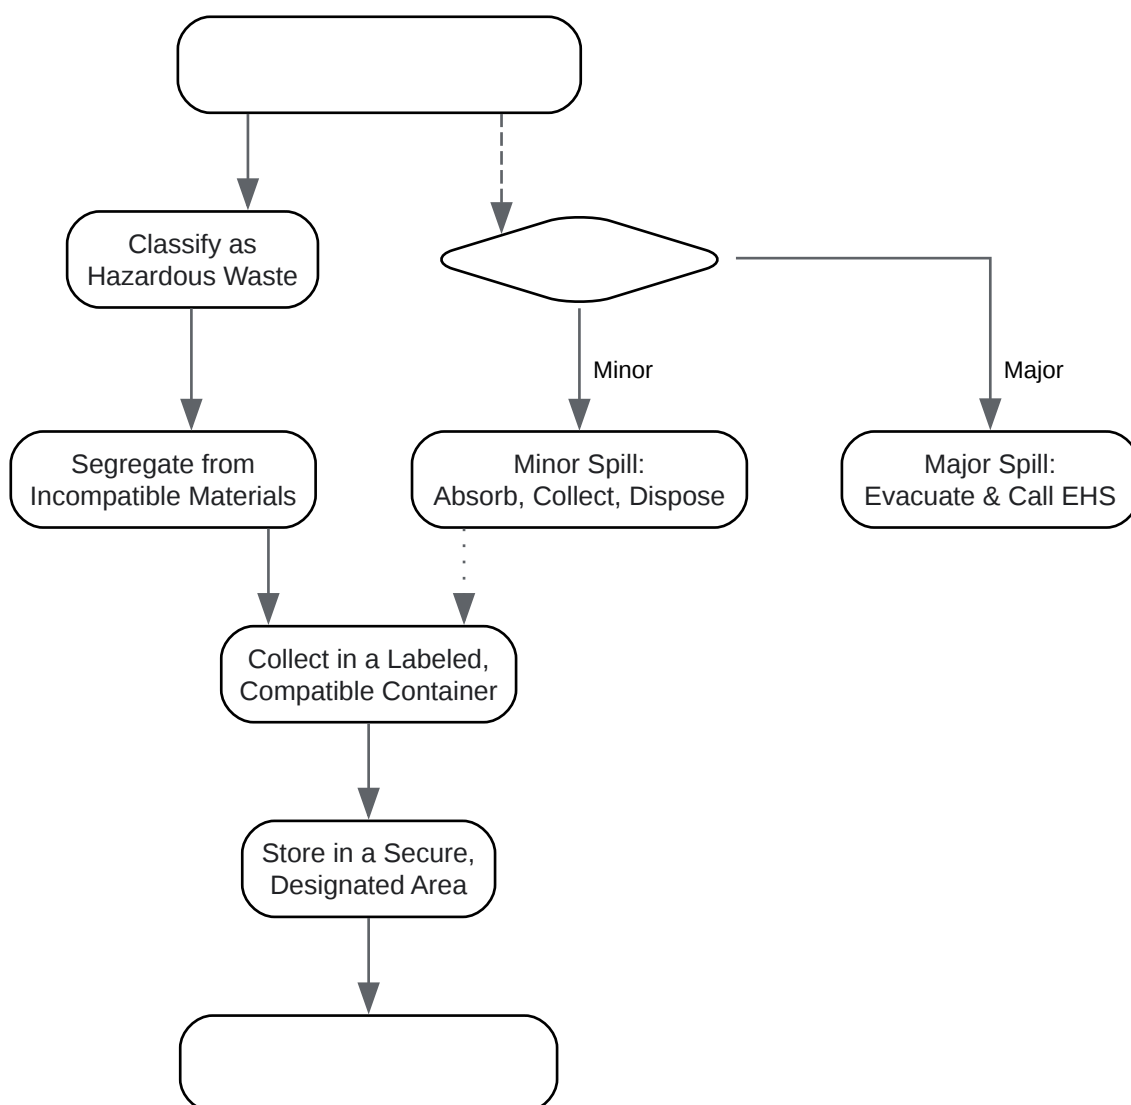 Classify as
Hazardous Waste
Minor
Major
Segregate from
Incompatible Materials
Minor Spill:
Absorb, Collect, Dispose
Major Spill:
Evacuate & Call EHS
Collect in a Labeled,
Compatible Container
Store in a Secure,
Designated Area